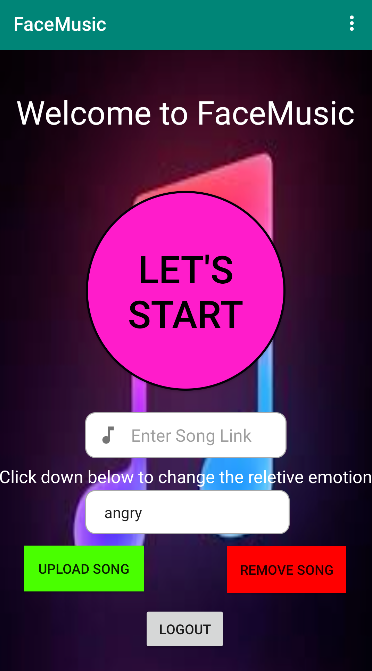 FaceMusic
Welcome to FaceMusic
LET'S
START
Enter Song Link
Click down below to change the reletive emotion
angry
UPLOAD SONG
REMOVE SONG
LOGOUT